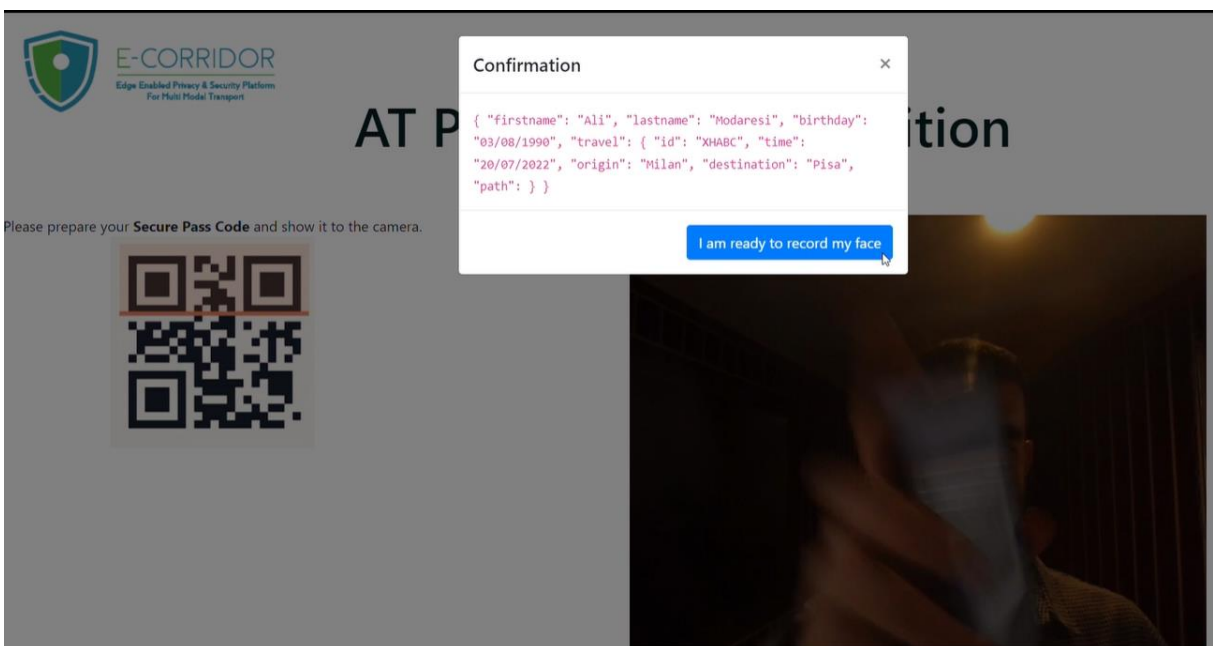 E-CORRIDOR
Edge Enabled Privacy & Security Platform
For Multi Model Transport
AT P
ition
Confirmation
×
{ "firstname": "Ali", "lastname": "Modaresi", "birthday":
"03/08/1990", "travel": { "id": "XHABC", "time":
"20/07/2022", "origin": "Milan", "destination": "Pisa",
"path": } }
I am ready to record my face
Please prepare your Secure Pass Code and show it to the camera.